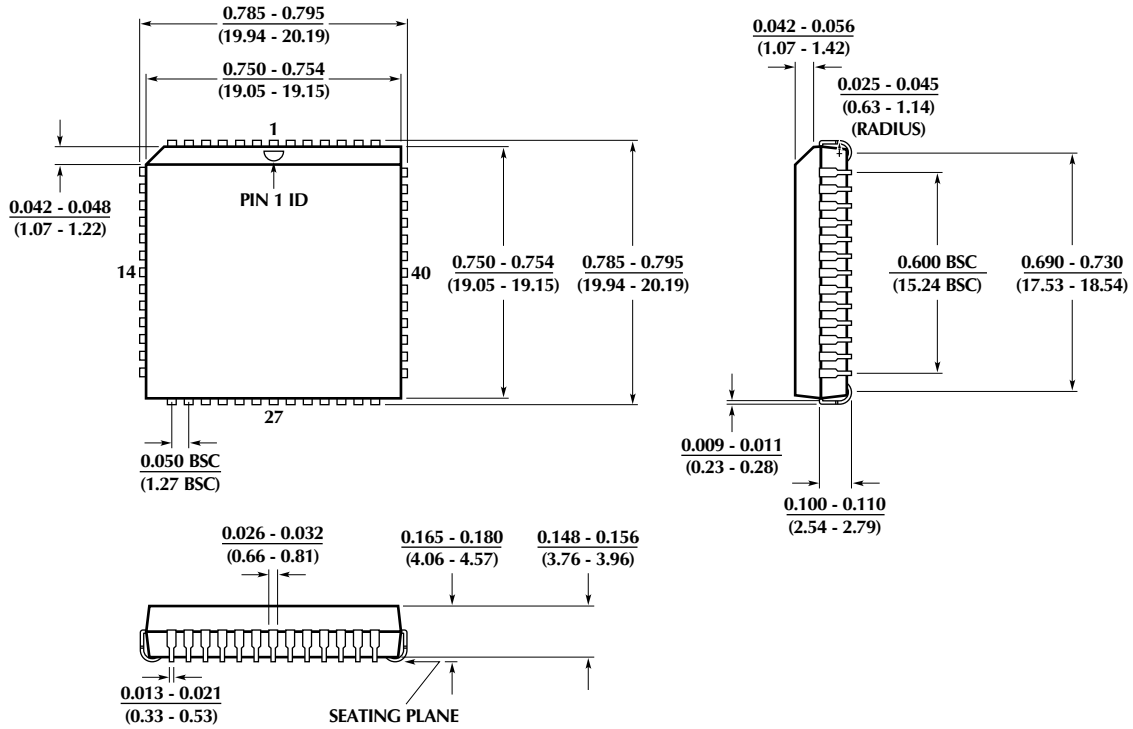 0.785 - 0.795
(19.94 - 20.19)
0.750 - 0.754
(19.05 - 19.15)
1
PIN 1 ID
0.042 - 0.048
(1.07 - 1.22)
14
40
27
0.750 - 0.754
(19.05 - 19.15)
0.785 - 0.795
(19.94 - 20.19)
0.050 BSC
(1.27 BSC)
0.042 - 0.056
(1.07 - 1.42)
0.025 - 0.045
(0.63 - 1.14)
(RADIUS)
0.600 BSC
(15.24 BSC)
0.690 - 0.730
(17.53 - 18.54)
0.009 - 0.011
(0.23 - 0.28)
0.100 - 0.110
(2.54 - 2.79)
0.026 - 0.032
(0.66 - 0.81)
0.165 - 0.180
(4.06 - 4.57)
0.148 - 0.156
(3.76 - 3.96)
0.013 - 0.021
(0.33 - 0.53)
SEATING PLANE